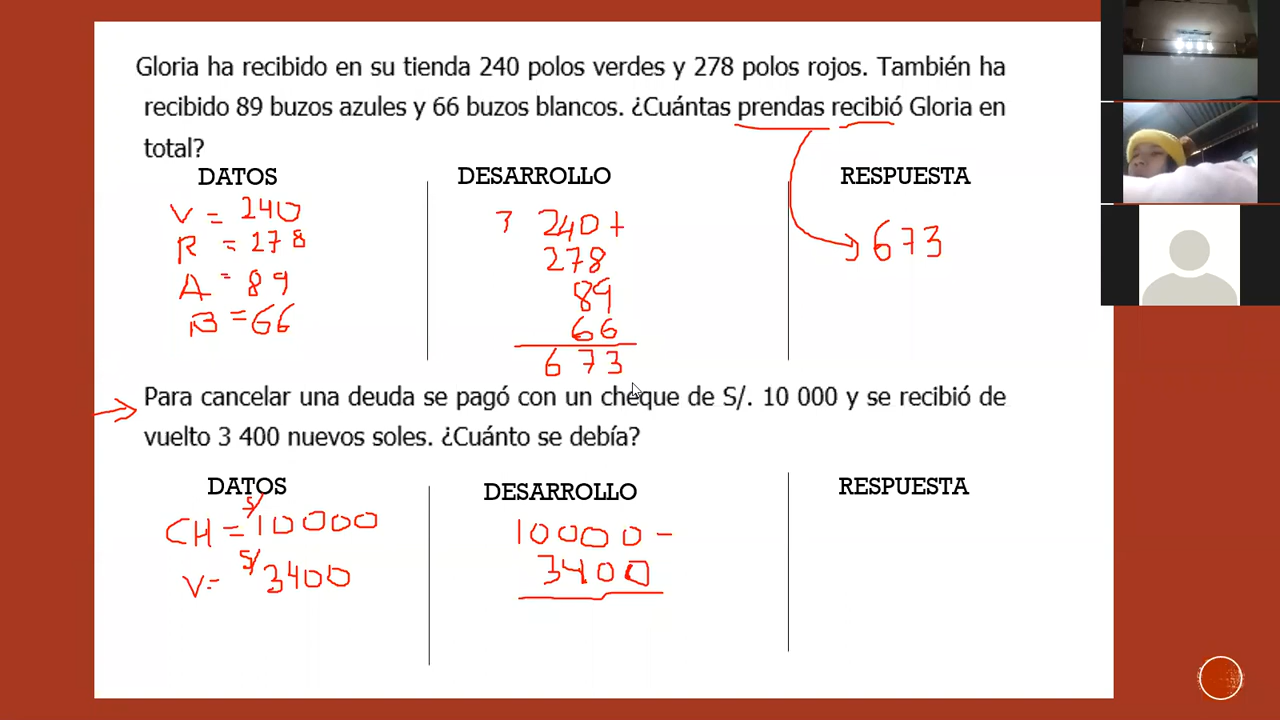 Gloria ha recibido en su tienda 240 polos verdes y 278 polos rojos. También ha
recibido 89 buzos azules y 66 buzos blancos. ¿Cuántas prendas recibió Gloria en
total?
DATOS
V = 240
R = 278
A = 89
B = 66
DESARROLLO
240+
278
89
66
673
RESPUESTA
673
Para cancelar una deuda se pagó con un cheque de S/. 10 000 y se recibió de
vuelto 3 400 nuevos soles. ¿Cuánto se debía?
DATOS
CH = S/ 10000
V= S/ 3400
DESARROLLO
10000 -
3400
RESPUESTA